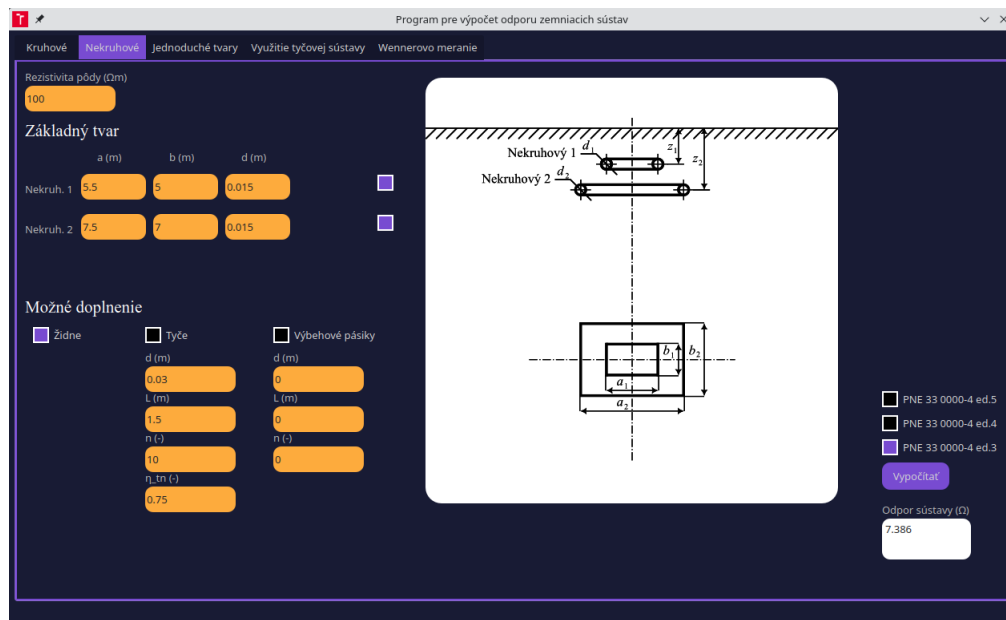 Program pre výpočet odporu zemniacich sústav
Kruhové Nekruhové Jednoduché tvary Využitie tyčovej sústavy Wennerovo meranie
Rezistivita pôdy (Ωm)
100
Základný tvar
a (m) b (m) d (m)
Nekruh. 1 5.5 5 0.015
Nekruh. 2 7.5 7 0.015
Možné doplnenie
Židne Tyče Výbehové pásiky
d (m) d (m)
0.03 0
L (m) L (m)
1.5 0
n (-) n (-)
10 0
η_tn (-)
0.75
Nekruhový 1 d₁ z₁
Nekruhový 2 d₂ z₂
b₁ b₂
a₁
a₂
PNE 33 0000-4 ed.5
PNE 33 0000-4 ed.4
PNE 33 0000-4 ed.3
Vypočítať
Odpor sústavy (Ω)
7.386